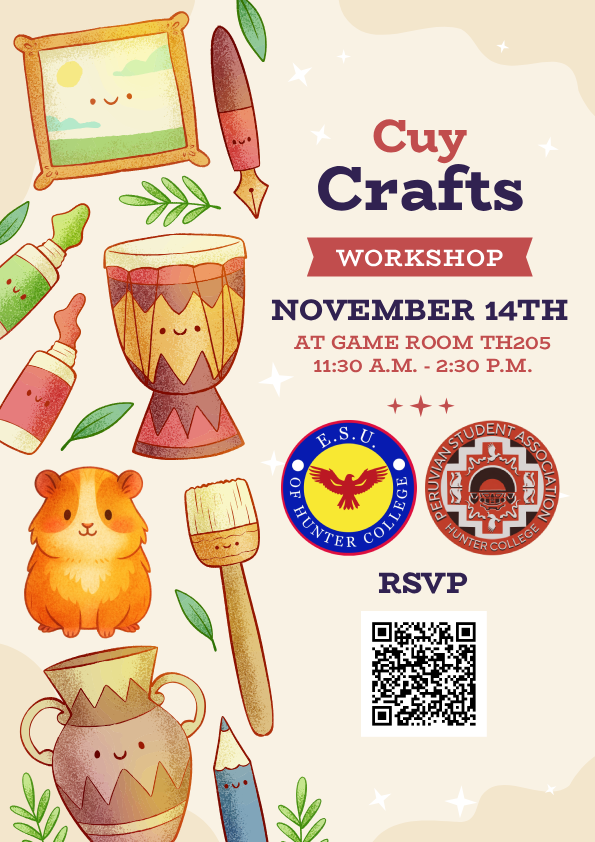 Cuy
Crafts
WORKSHOP
NOVEMBER 14TH
AT GAME ROOM TH205
11:30 A.M. - 2:30 P.M.
E.S.U.
OF HUNTER COLLEGE
PERUVIAN STUDENT ASSOCIATION
HUNTER COLLEGE
RSVP